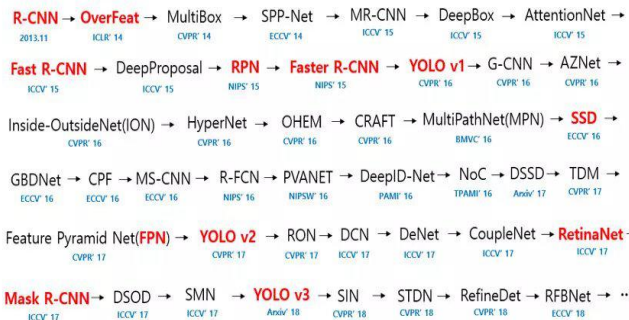 R-CNN → OverFeat → MultiBox → SPP-Net → MR-CNN → DeepBox → AttentionNet →
2013.11 ICLR' 14 CVPR' 14 ECCV' 14 ICCV' 15 ICCV' 15 ICCV' 15
Fast R-CNN → DeepProposal → RPN → Faster R-CNN → YOLO v1 → G-CNN → AZNet →
ICCV' 15 ICCV' 15 NIPS' 15 NIPS' 15 CVPR' 16 CVPR' 16 CVPR' 16
Inside-OutsideNet(ION) → HyperNet → OHEM → CRAFT → MultiPathNet(MPN) → SSD →
CVPR' 16 CVPR' 16 CVPR' 16 CVPR' 16 BMVC' 16 ECCV' 16
GBDNet → CPF → MS-CNN → R-FCN → PVANET → DeepID-Net → NoC → DSSD → TDM →
ECCV' 16 ECCV' 16 ECCV' 16 NIPS' 16 NIPSW' 16 PAMI' 16 TPAMI' 16 Arxiv' 17 CVPR' 17
Feature Pyramid Net(FPN) → YOLO v2 → RON → DCN → DeNet → CoupleNet → RetinaNet →
CVPR' 17 CVPR' 17 CVPR' 17 ICCV' 17 ICCV' 17 ICCV' 17 ICCV' 17
Mask R-CNN → DSOD → SMN → YOLO v3 → SIN → STDN → RefineDet → RFBNet → ...
ICCV' 17 ICCV' 17 ICCV' 17 Arxiv' 18 CVPR' 18 CVPR' 18 CVPR' 18 ECCV' 18